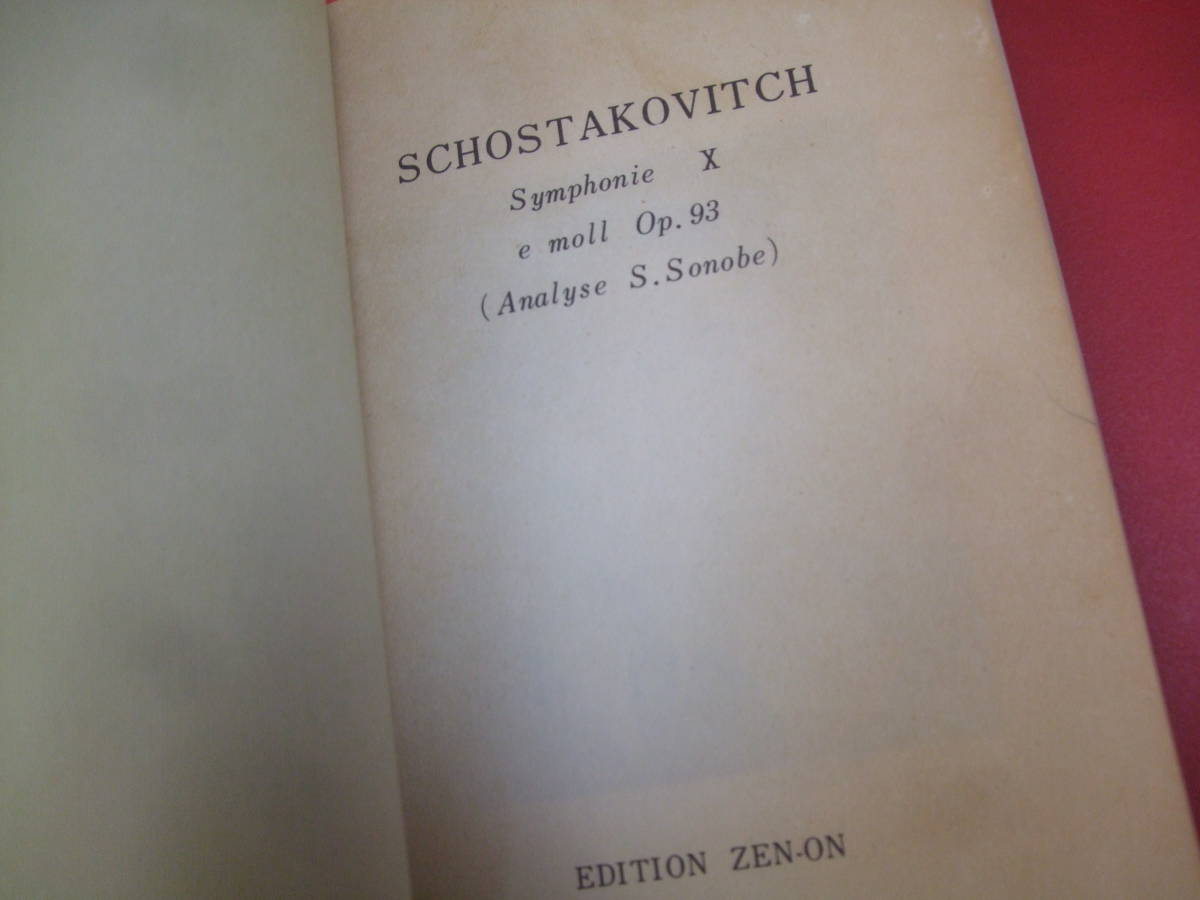 SCHOSTAKOVITCH
Symphonie X
e moll Op. 93
(Analyse S. Sonobe)
EDITION ZEN-ON